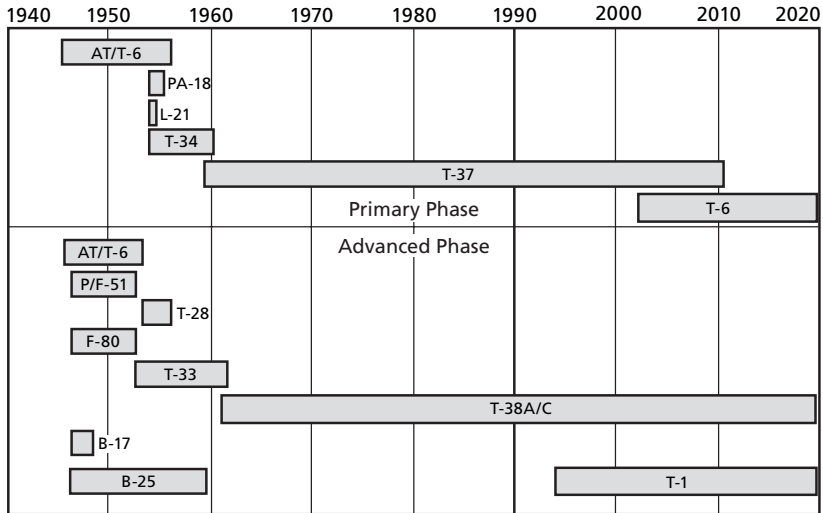 1940 1950 1960 1970 1980 1990 2000 2010 2020
AT/T-6
PA-18
L-21
T-34
T-37
T-6
Primary Phase
Advanced Phase
AT/T-6
P/F-51
T-28
F-80
T-33
T-38A/C
B-17
B-25 T-1